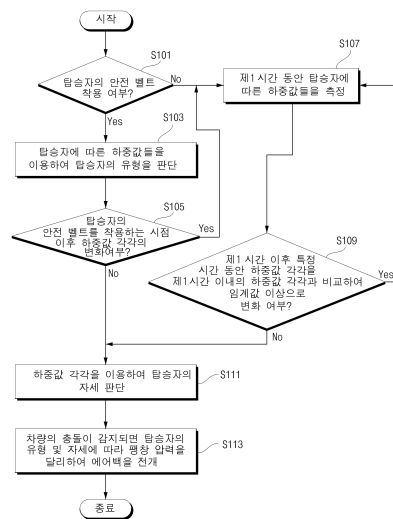 시작
S101
탑승자의 안전 벨트
착용 여부?
No
Yes
S103
탑승자에 따른 하중값들을
이용하여 탑승자의 유형을 판단
S105
탑승자의
안전 벨트를 착용하는 시점
이후 하중값 각각의
변화여부?
Yes
No
S107
제1시간 동안 탑승자에
따른 하중값들을 측정
S109
제1시간 이후 특정
시간 동안 하중값 각각을
제1시간 이내의 하중값 각각과 비교하여
임계값 이상으로
변화 여부?
Yes
No
하중값 각각을 이용하여 탑승자의
자세 판단
S111
차량의 충돌이 감지되면 탑승자의
유형 및 자세에 따라 팽창 압력을
달리하여 에어백을 전개
S113
종료